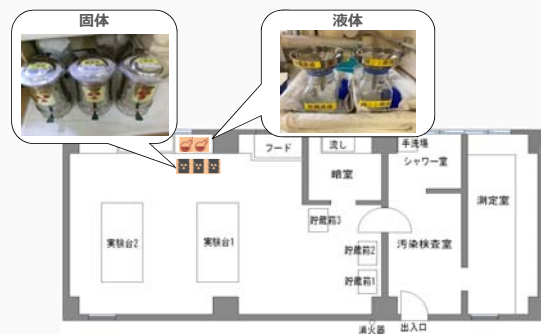 固体
液体
フード
流し
手洗場
シャワー室
暗室
測定室
貯蔵箱3
実験台2
実験台1
貯蔵箱2
汚染検査室
貯蔵箱1
消火器
出入口